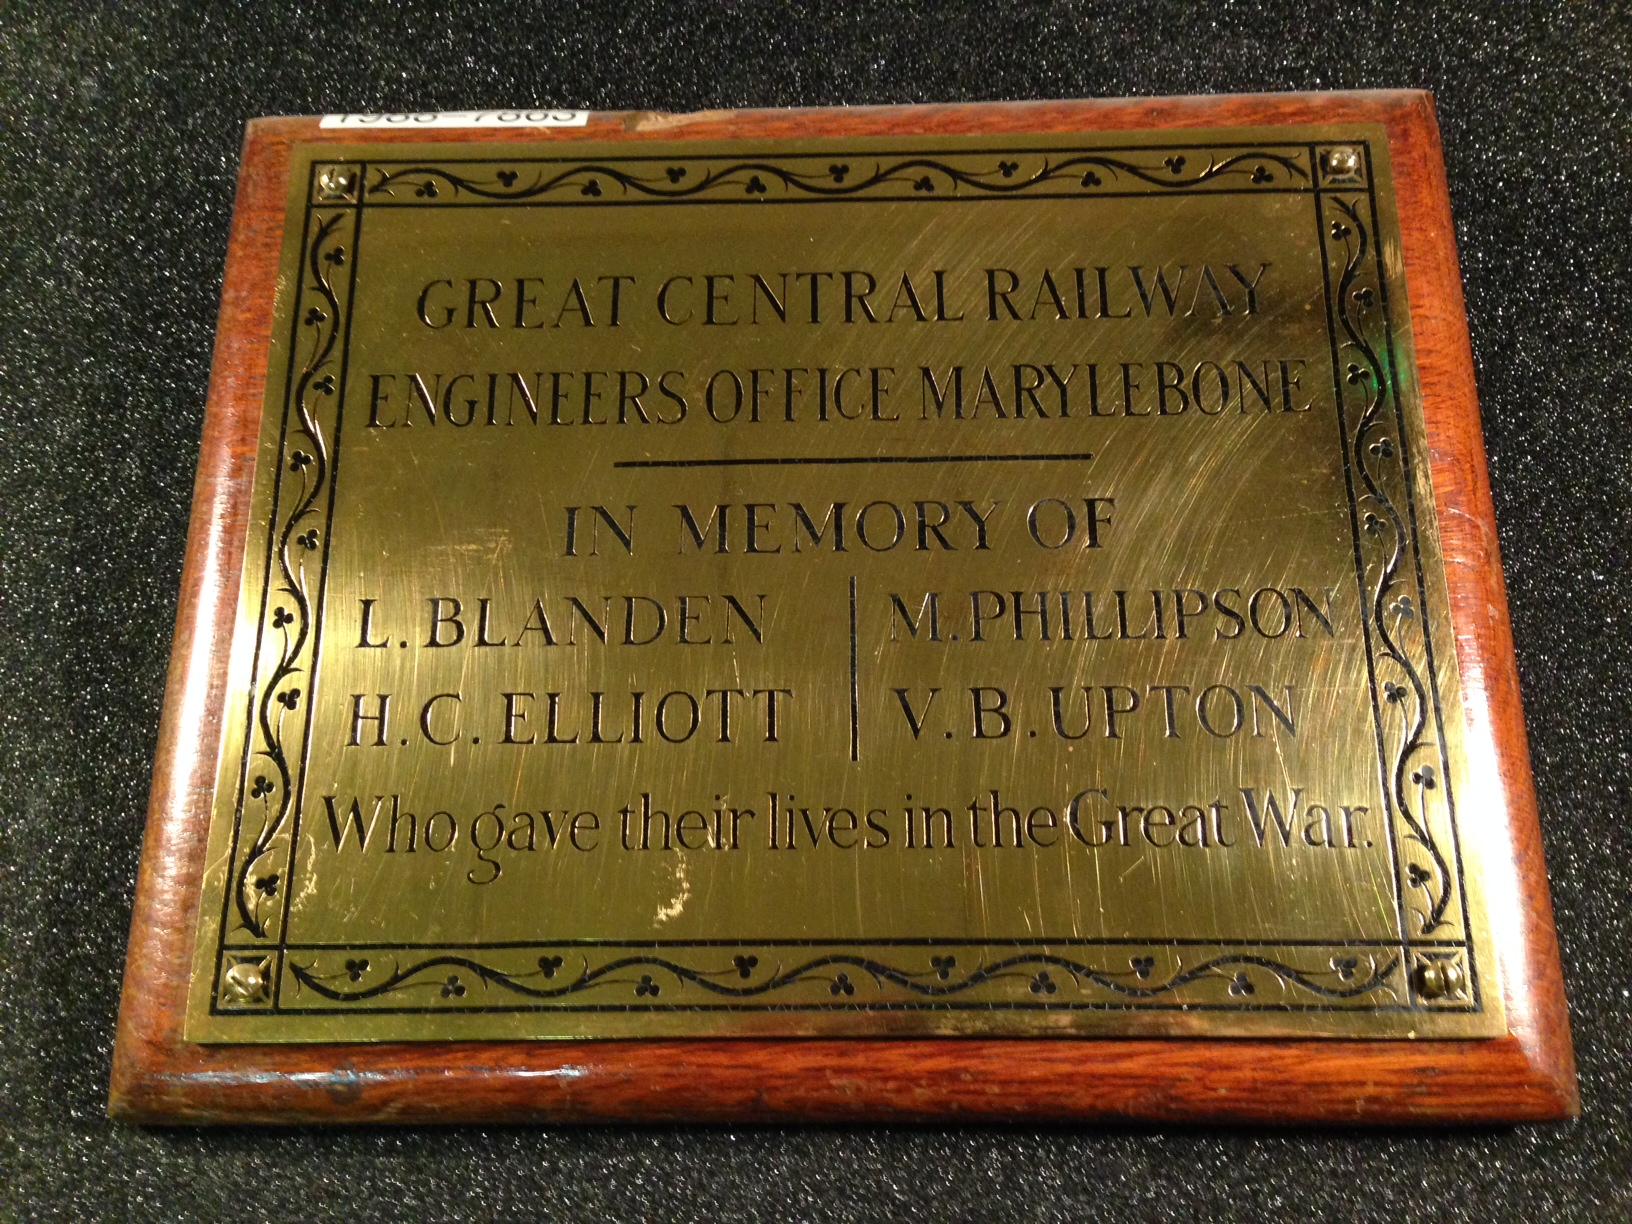 GREAT CENTRAL RAILWAY
ENGINEERS OFFICE MARYLEBONE
IN MEMORY OF
L. BLANDEN
H. C. ELLIOTT
M. PHILLIPSON
V. B. UPTON
Who gave their lives in the Great War.